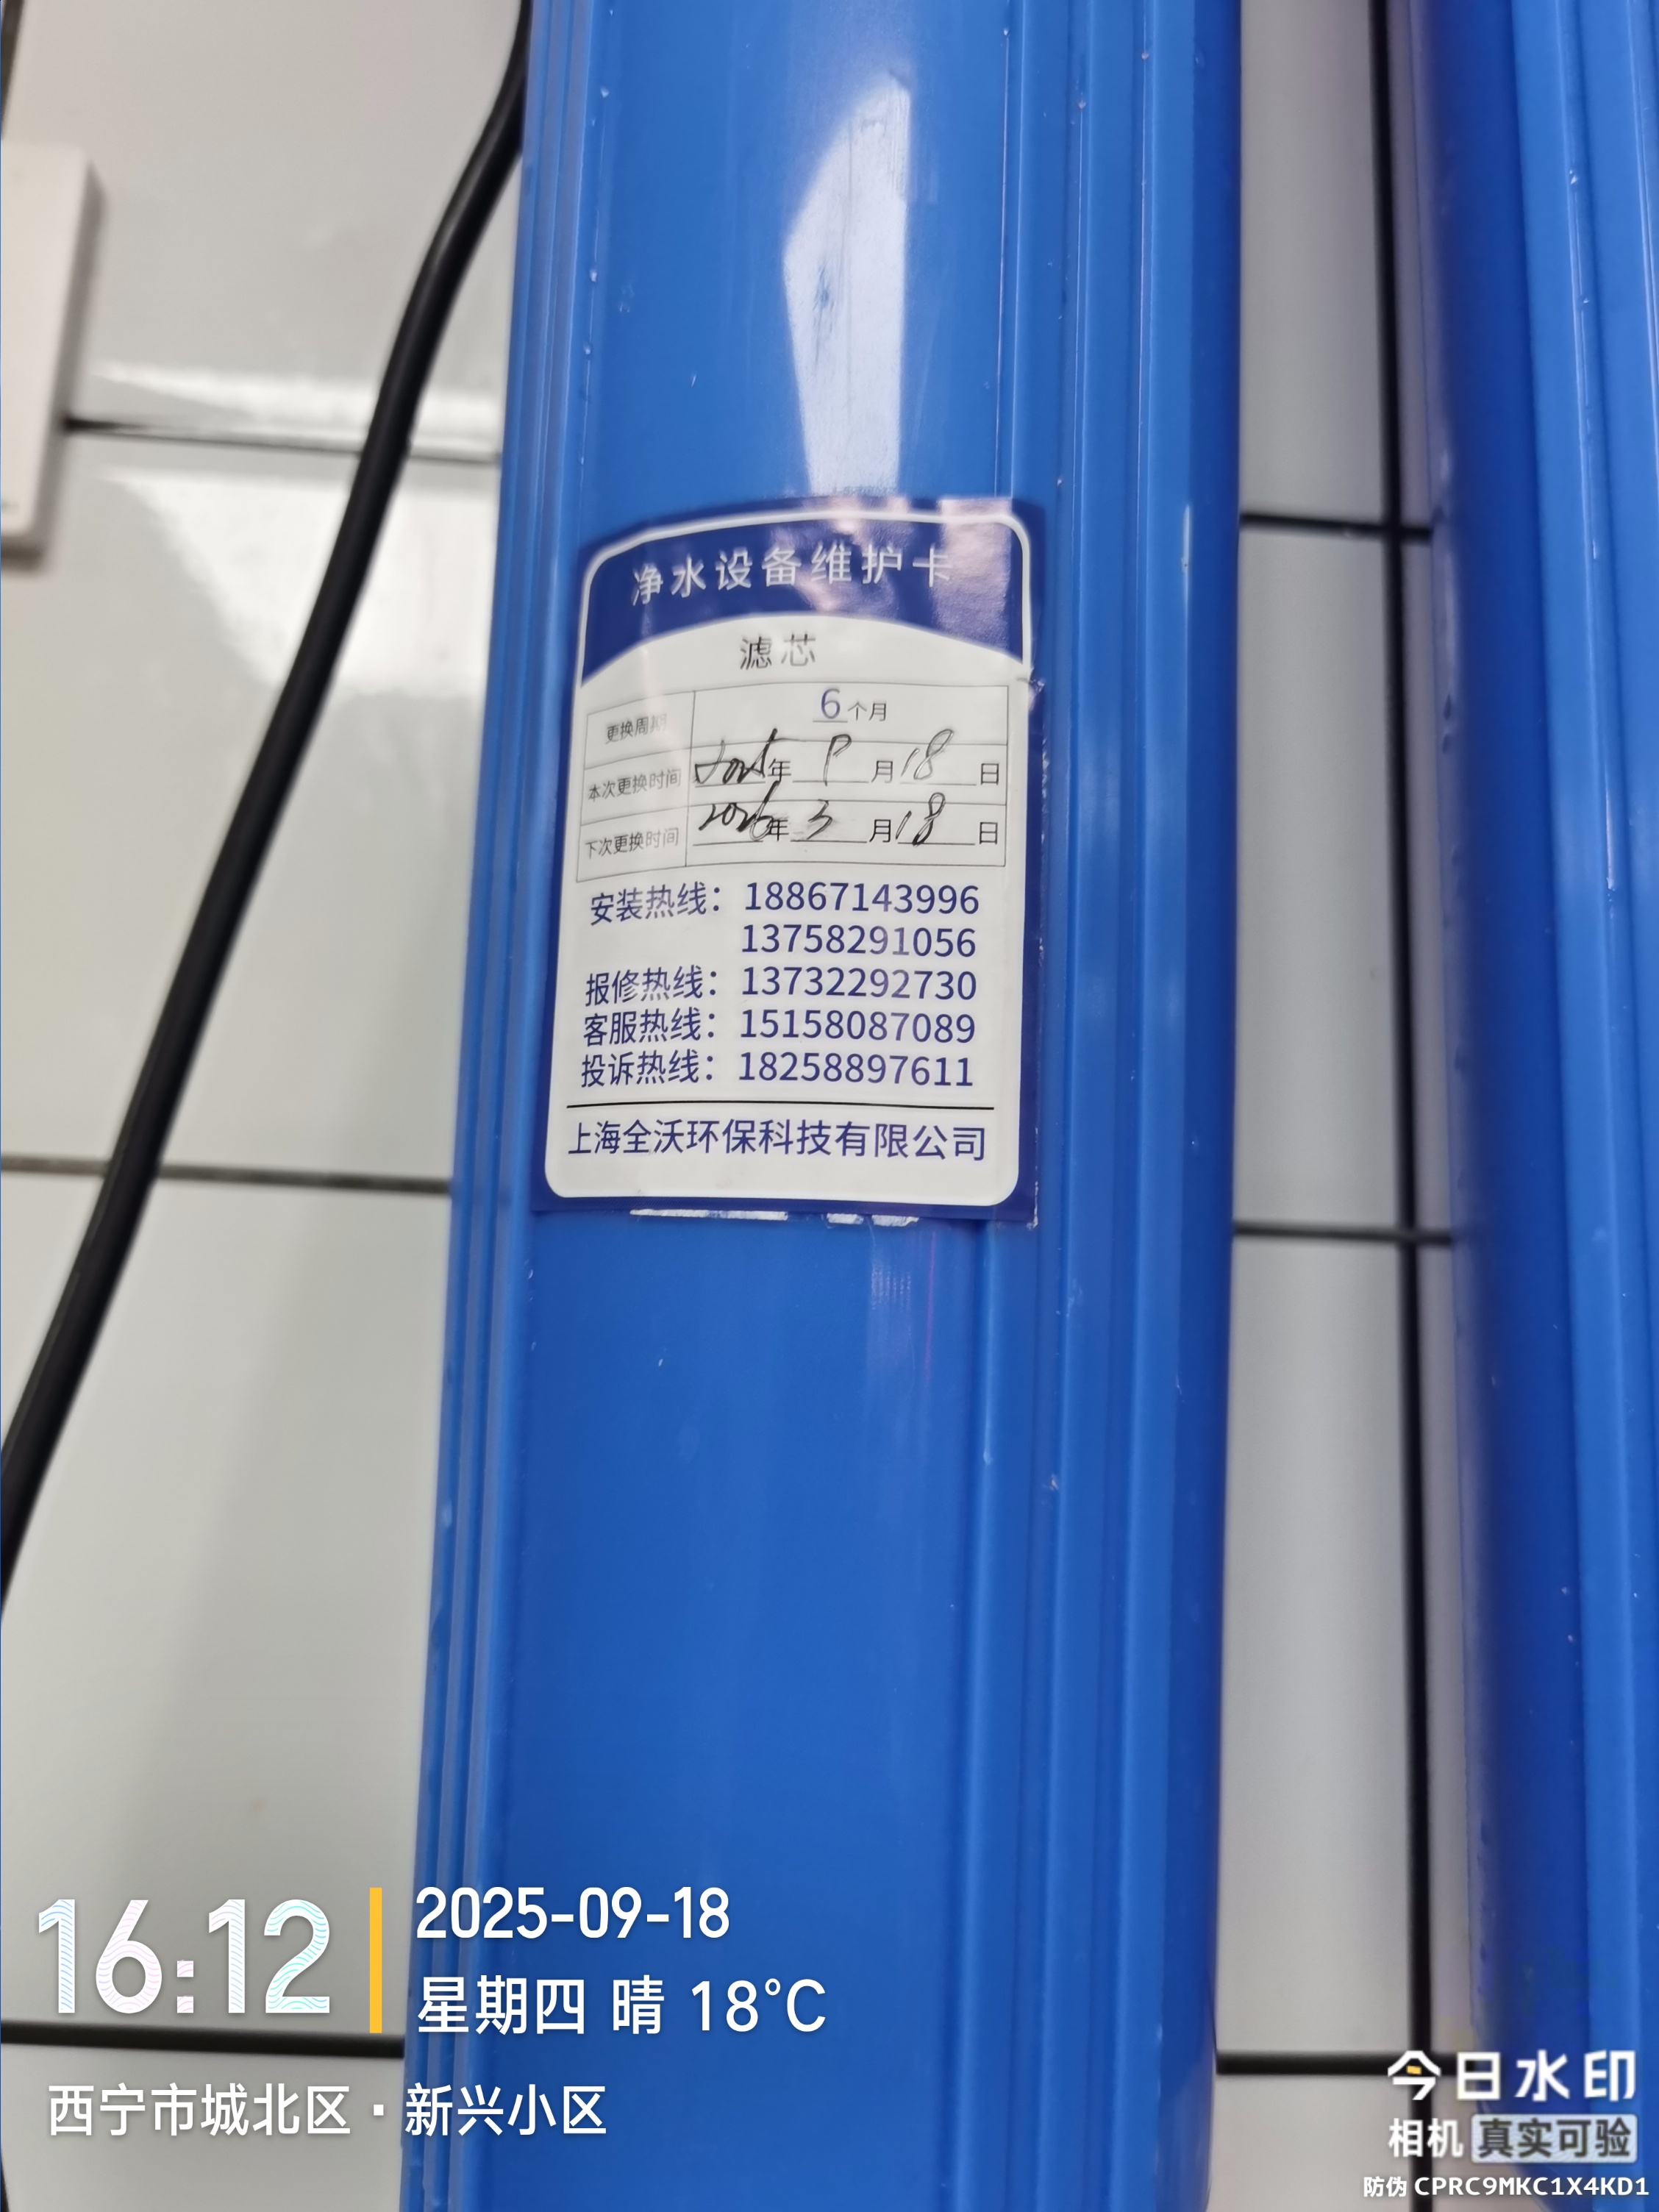 净水设备维护卡
滤芯
更换周期 6个月
本次更换时间 2025年9月18日
下次更换时间 2026年3月18日
安装热线：18867143996
13758291056
报修热线：13732292730
客服热线：15158087089
投诉热线：18258897611
上海全沃环保科技有限公司
16:12
2025-09-18
星期四 晴 18°C
西宁市城北区·新兴小区
今日水印
相机 真实可验
防伪 CPRC9MKC1X4KD1